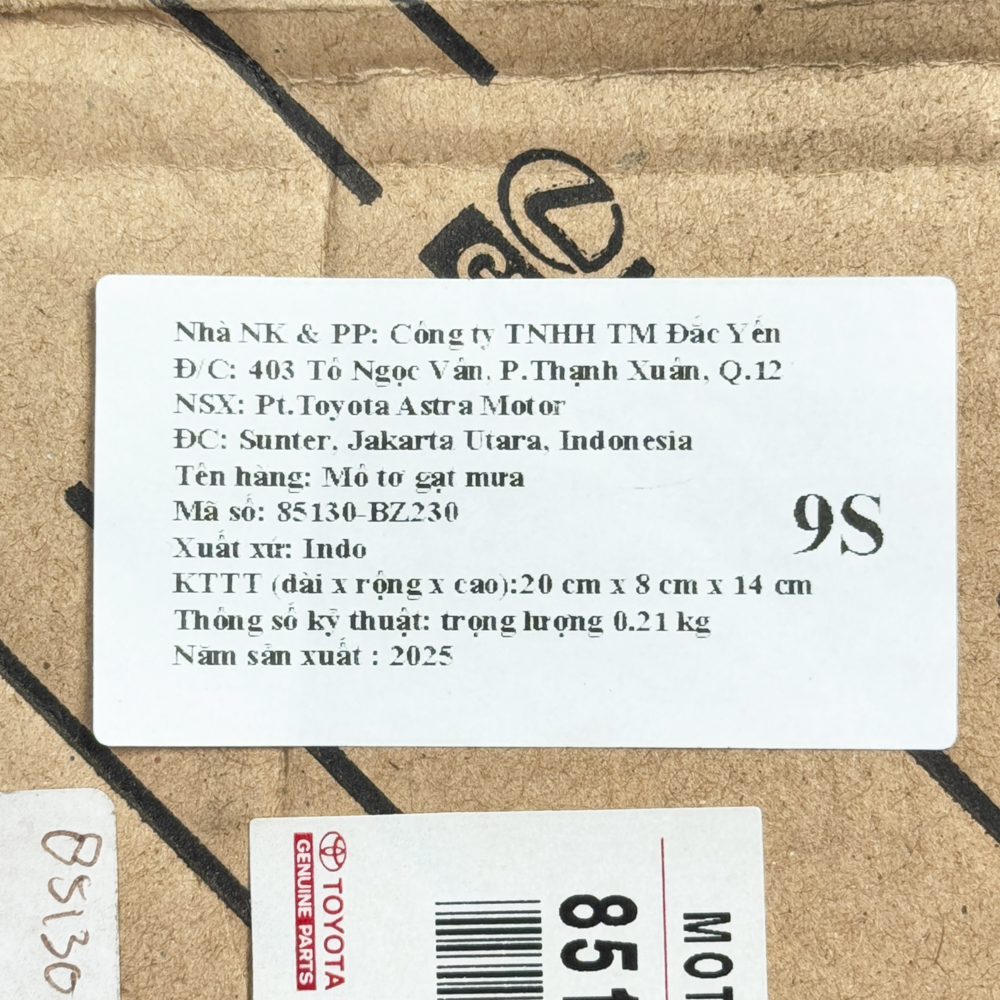 Nhà NK & PP: Công ty TNHH TM Đắc Yến
Đ/C: 403 Tô Ngọc Vân, P.Thạnh Xuân, Q.12
NSX: Pt.Toyota Astra Motor
ĐC: Sunter, Jakarta Utara, Indonesia
Tên hàng: Mô tơ gạt mưa
Mã số: 85130-BZ230
Xuất xứ: Indo
KTTT (dài x rộng x cao):20 cm x 8 cm x 14 cm
Thông số kỹ thuật: trọng lượng 0.21 kg
Năm sản xuất : 2025
9S
85130
TOYOTA
GENUINE PARTS
851
MOT